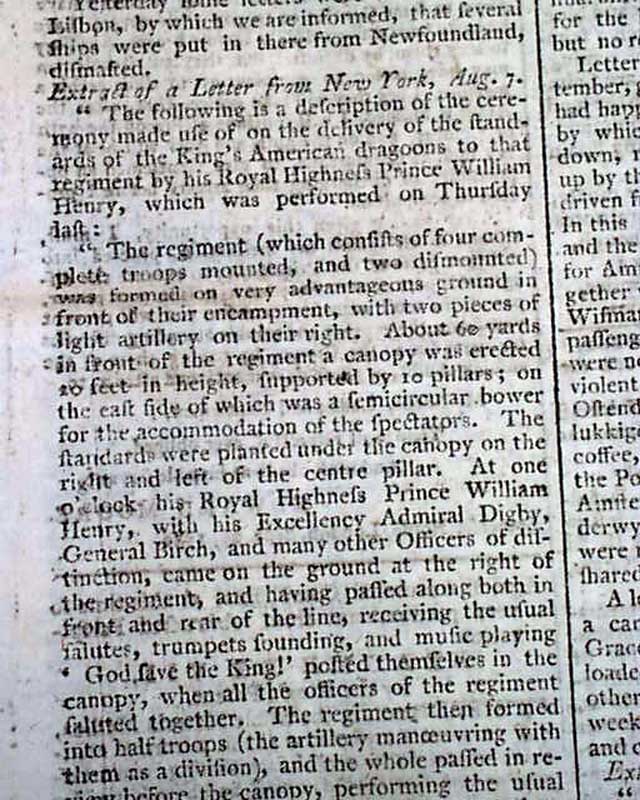 Yesterday some letters were
Lisbon, by which we are informed, that ſeveral
ſhips were put in there from Newfoundland,
diſmaſted.
Extract of a Letter from New York, Aug. 7.
“ The following is a deſcription of the cere-
mony made uſe of on the delivery of the ſtand-
ards of the King's American dragoons to that
regiment by his Royal Highneſs Prince William
Henry, which was performed on Thurſday
laſt:
“ The regiment (which conſiſts of four com-
plete troops mounted, and two diſmounted)
was formed on very advantageous ground in
front of their encampment, with two pieces of
light artillery on their right. About 60 yards
in front of the regiment a canopy was erected
20 feet in height, ſupported by 10 pillars; on
the eaſt ſide of which was a ſemicircular bower
for the accommodation of the ſpectators. The
ſtandards were planted under the canopy on the
right and left of the centre pillar. At one
o'clock his Royal Highneſs Prince William
Henry, with his Excellency Admiral Digby,
General Birch, and many other Officers of diſ-
tinction, came on the ground at the right of
the regiment, and having paſſed along both in
front and rear of the line, receiving the uſual
ſalutes, trumpets ſounding, and muſic playing
‘ God ſave the King!’ poſted themſelves in the
canopy, when all the officers of the regiment
ſaluted together. The regiment then formed
into half troops (the artillery manœuvring with
them as a diviſion), and the whole paſſed in re-
view before the canopy, performing the uſual
for the
but no
Letter
tember,
had happ
by whic
down;
up by th
driven f
In this
and the
for Am
gether
Wiſmar
paſſeng
were no
violent
Oſtend
lukkige
coffee,
the Po
Amſte
derwy
were
ſhared
A l
a car
Grace
loade
other
week
and c
Ex
“